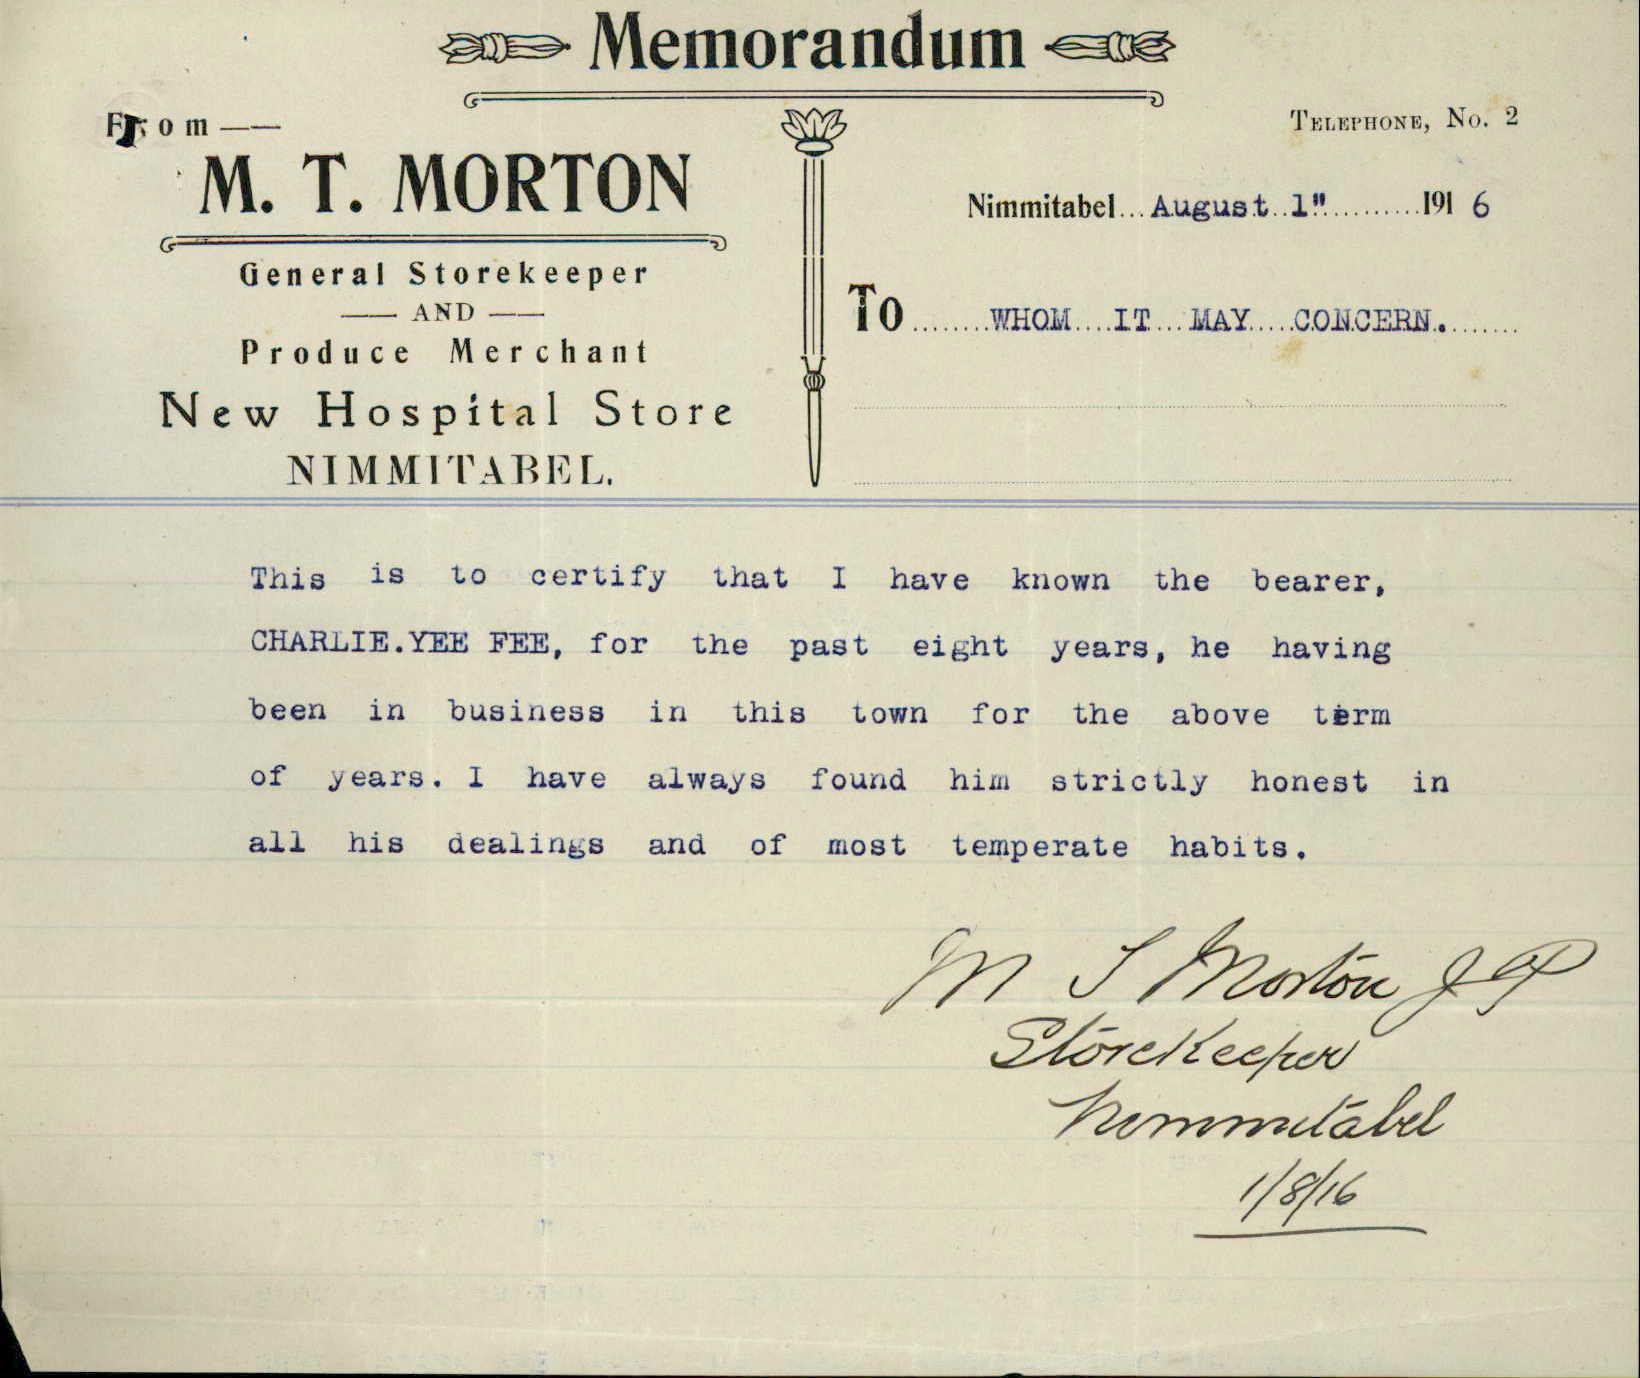 Memorandum
From
TELEPHONE, No. 2
M. T. MORTON
General Storekeeper
AND
Produce Merchant
New Hospital Store
NIMMITABEL.
Nimmitabel August 1" 1916
To WHOM IT MAY CONCERN.
This is to certify that I have known the bearer,
CHARLIE.YEE FEE, for the past eight years, he having
been in business in this town for the above term
of years. I have always found him strictly honest in
all his dealings and of most temperate habits.
M T Morton JP
Storekeeper
Nimmitabel
1/8/16